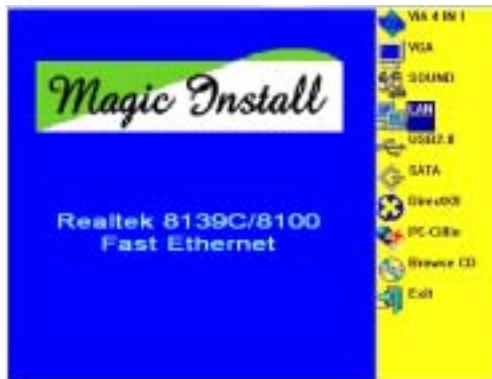 Magic Install
Realtek 8139C/8100
Fast Ethernet
VIA 4 IN 1
VGA
SOUND
LAN
USB2.0
SATA
DirectX9
PC-Cillin
Browse CD
Exit